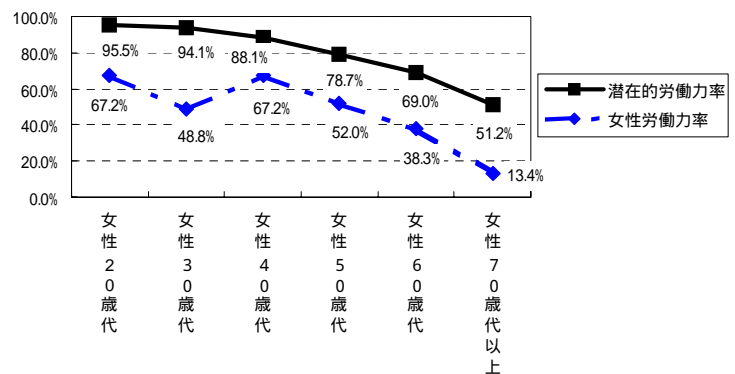 100.0%
80.0%
60.0%
40.0%
20.0%
0.0%
95.5%
94.1%
88.1%
78.7%
69.0%
51.2%
67.2%
48.8%
67.2%
52.0%
38.3%
13.4%
潜在的労働力率
女性労働力率
女性20歳代
女性30歳代
女性40歳代
女性50歳代
女性60歳代
女性70歳代以上